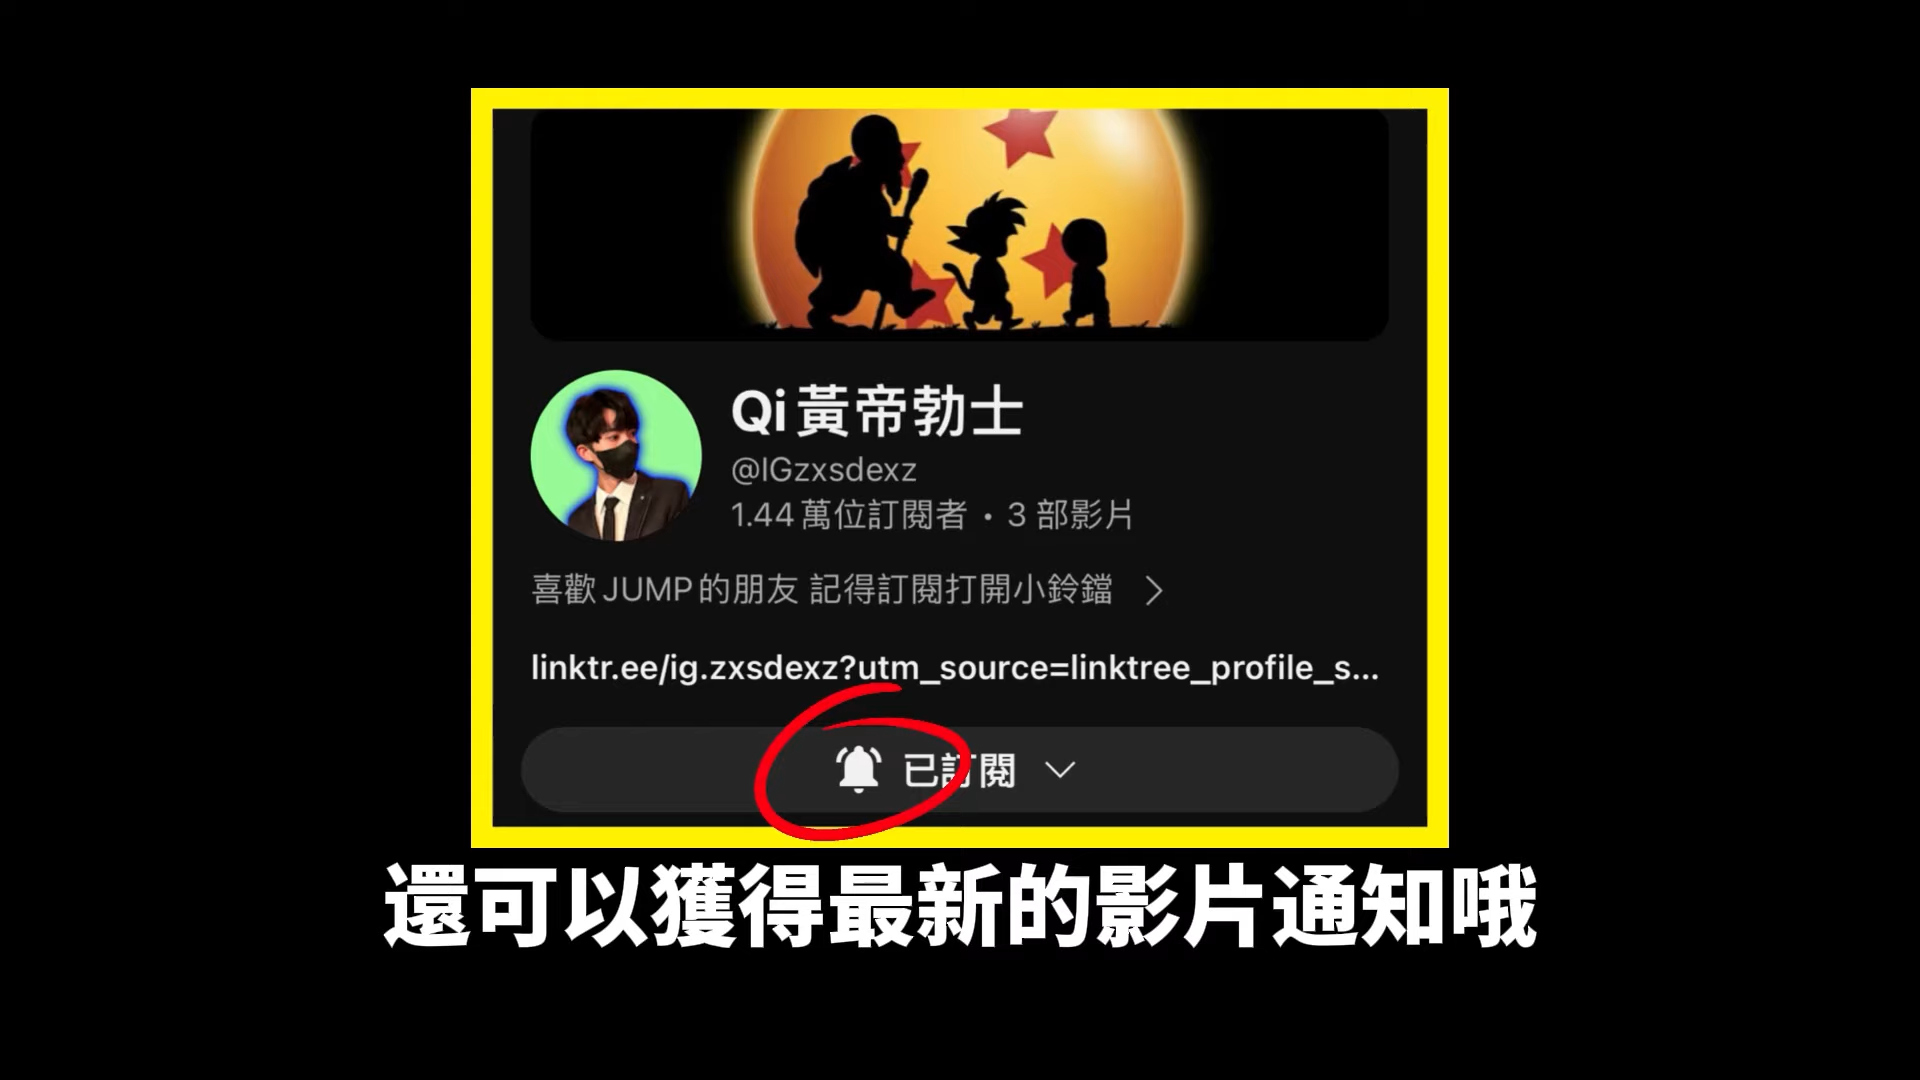 Qi黃帝勃士
@IGzxsdexz
1.44萬位訂閱者・3 部影片
喜歡JUMP的朋友 記得訂閱打開小鈴鐺
linktr.ee/ig.zxsdexz?utm_source=linktree_profile_s...
已訂閱
還可以獲得最新的影片通知哦